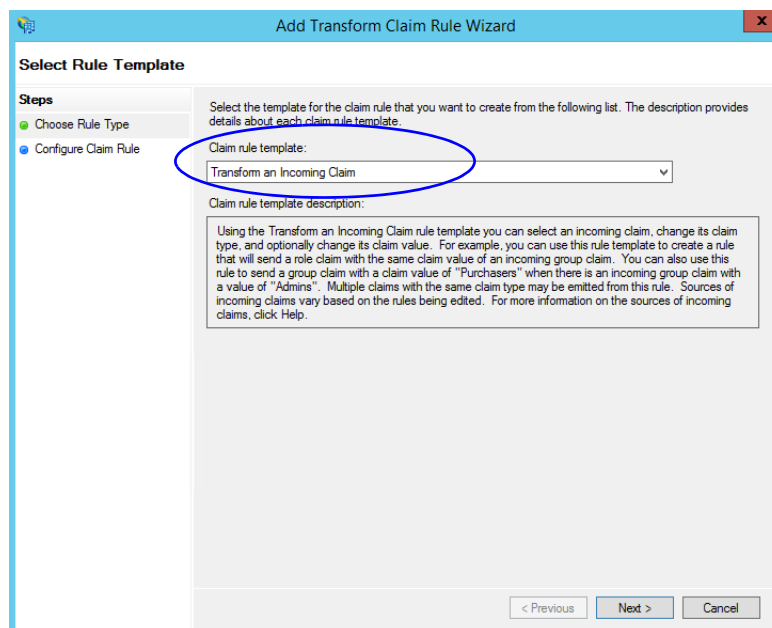 Add Transform Claim Rule Wizard
x
Select Rule Template
Steps
Choose Rule Type
Configure Claim Rule
Select the template for the claim rule that you want to create from the following list. The description provides
details about each claim rule template.
Claim rule template:
Transform an Incoming Claim
Claim rule template description:
Using the Transform an Incoming Claim rule template you can select an incoming claim, change its claim
type, and optionally change its claim value. For example, you can use this rule template to create a rule
that will send a role claim with the same claim value of an incoming group claim. You can also use this
rule to send a group claim with a claim value of "Purchasers" when there is an incoming group claim with
a value of "Admins". Multiple claims with the same claim type may be emitted from this rule. Sources of
incoming claims vary based on the rules being edited. For more information on the sources of incoming
claims, click Help.
< Previous
Next >
Cancel